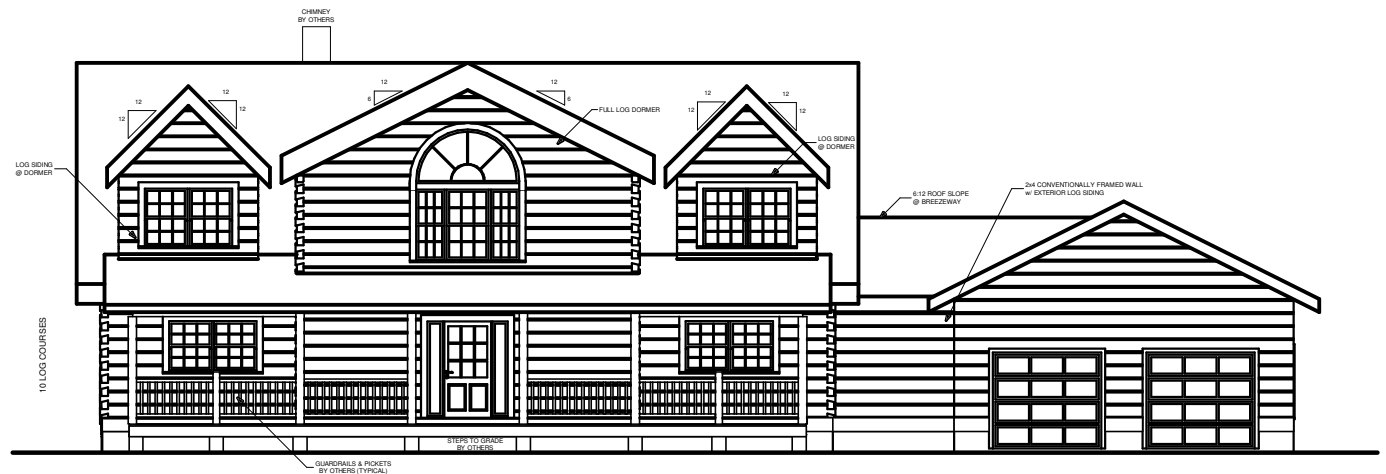 CHIMNEY
BY OTHERS
12
12
12
12
12
6
12
6
12
12
12
12
FULL LOG DORMER
LOG SIDING
@ DORMER
LOG SIDING
@ DORMER
6:12 ROOF SLOPE
@ BREEZEWAY
2x4 CONVENTIONALLY FRAMED WALL
w/ EXTERIOR LOG SIDING
10 LOG COURSES
STEPS TO GRADE
BY OTHERS
GUARDRAILS & PICKETS
BY OTHERS (TYPICAL)